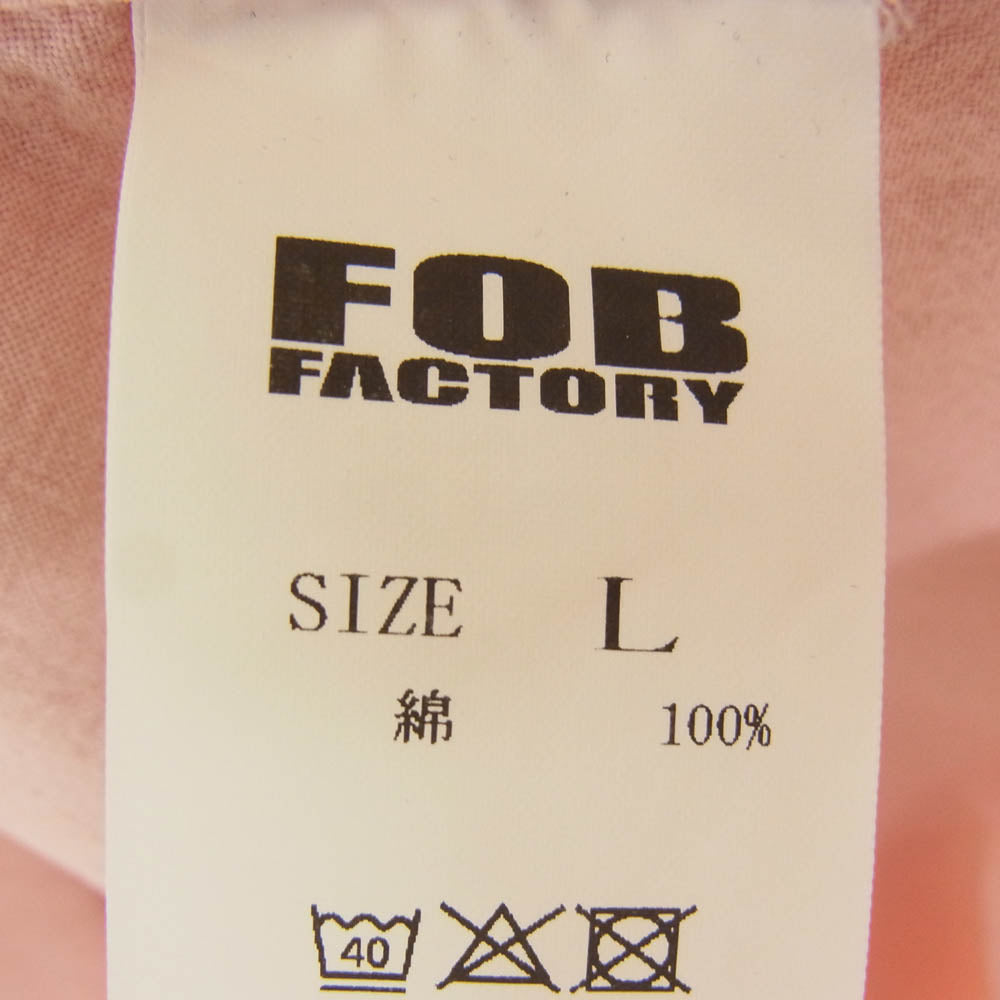 FOB
FACTORY
SIZE L
綿 100%
40